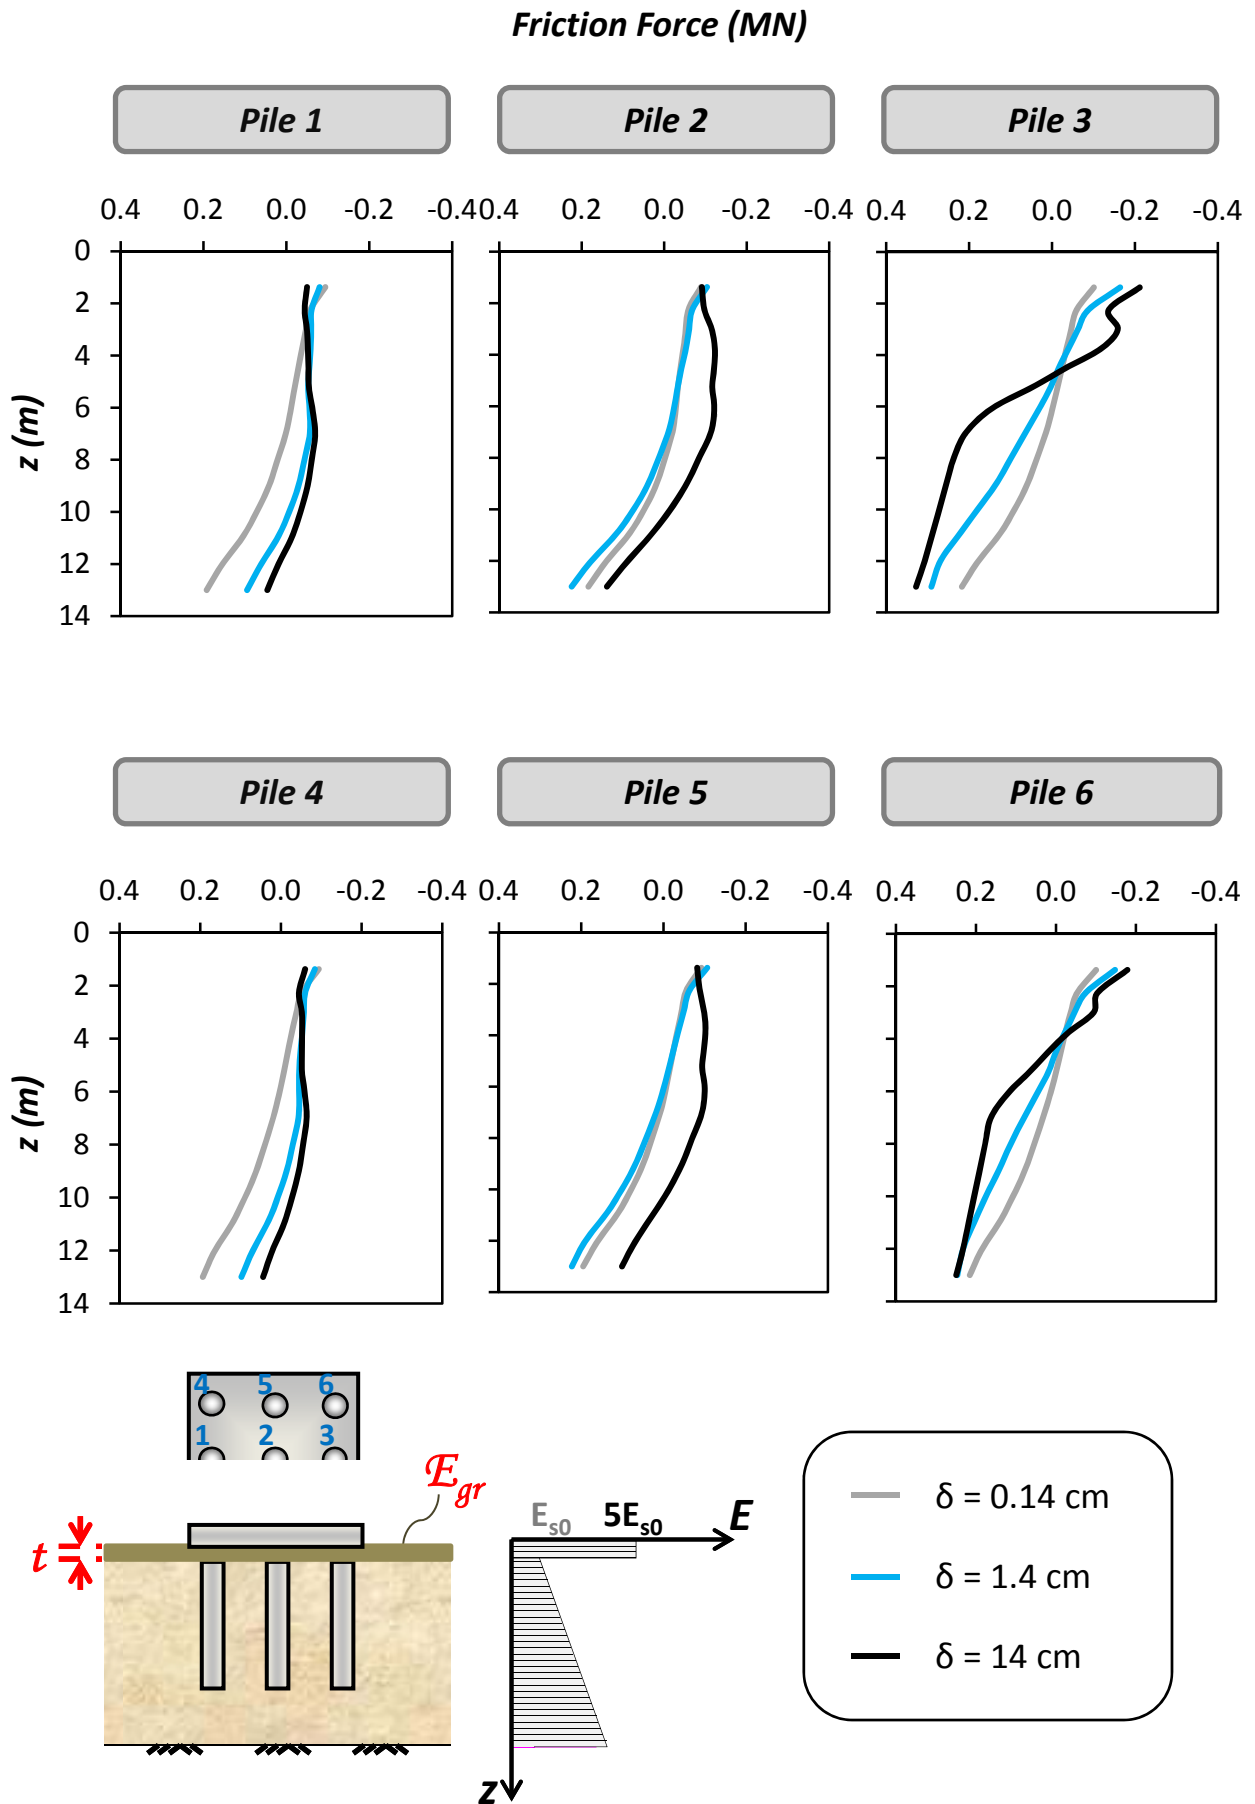 Friction Force (MN)
Pile 1 Pile 2 Pile 3
0.4 0.2 0.0 -0.2 -0.4 0.4 0.2 0.0 -0.2 -0.4 0.4 0.2 0.0 -0.2 -0.4
0
2
4
6
8
10
12
14
z (m)
Pile 4 Pile 5 Pile 6
0.4 0.2 0.0 -0.2 -0.4 0.4 0.2 0.0 -0.2 -0.4 0.4 0.2 0.0 -0.2 -0.4
0
2
4
6
8
10
12
14
z (m)
4 5 6
1 2 3
E_gr
t
E_s0 5E_s0 E
z
δ = 0.14 cm
δ = 1.4 cm
δ = 14 cm